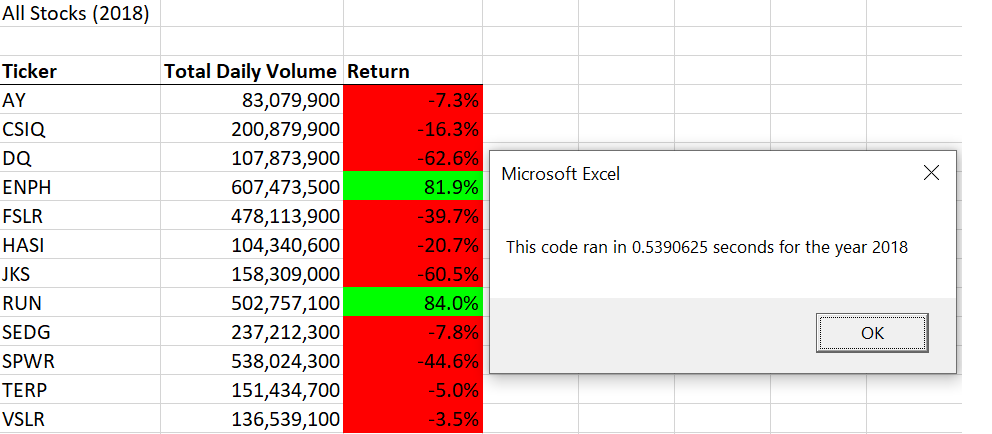 All Stocks (2018)
Ticker Total Daily Volume Return
AY 83,079,900 -7.3%
CSIQ 200,879,900 -16.3%
DQ 107,873,900 -62.6%
ENPH 607,473,500 81.9%
FSLR 478,113,900 -39.7%
HASI 104,340,600 -20.7%
JKS 158,309,000 -60.5%
RUN 502,757,100 84.0%
SEDG 237,212,300 -7.8%
SPWR 538,024,300 -44.6%
TERP 151,434,700 -5.0%
VSLR 136,539,100 -3.5%
Microsoft Excel
This code ran in 0.5390625 seconds for the year 2018
OK